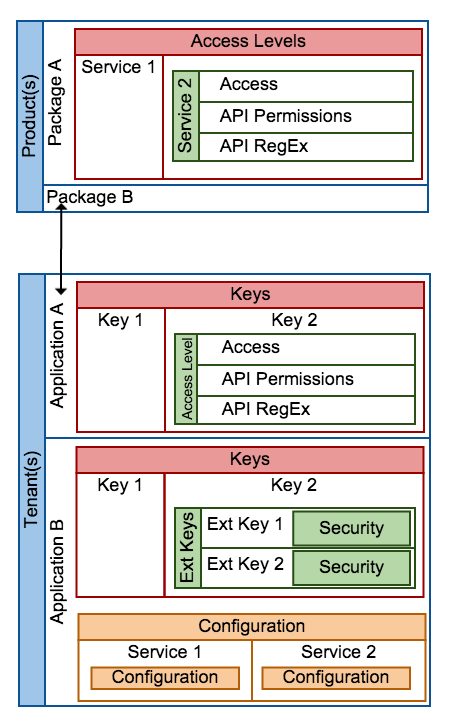 Product(s)
Package A
Access Levels
Service 1
Service 2
Access
API Permissions
API RegEx
Package B
Tenant(s)
Application A
Keys
Key 1
Key 2
Access Level
Access
API Permissions
API RegEx
Application B
Keys
Key 1
Key 2
Ext Keys
Ext Key 1
Security
Ext Key 2
Security
Configuration
Service 1
Service 2
Configuration
Configuration